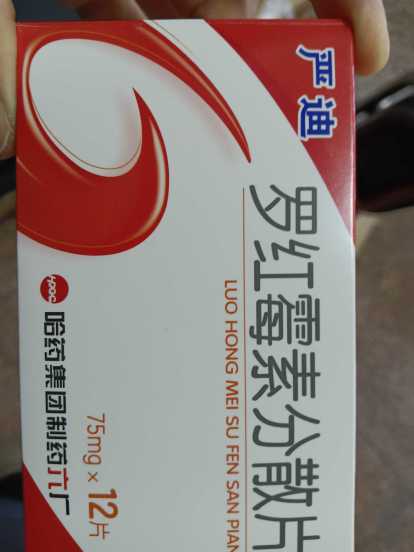 严迪
罗红霉素分散片
LUO HONG MEI SU FEN SAN PIAN
75mg × 12片
HPGC 哈药集团制药六厂